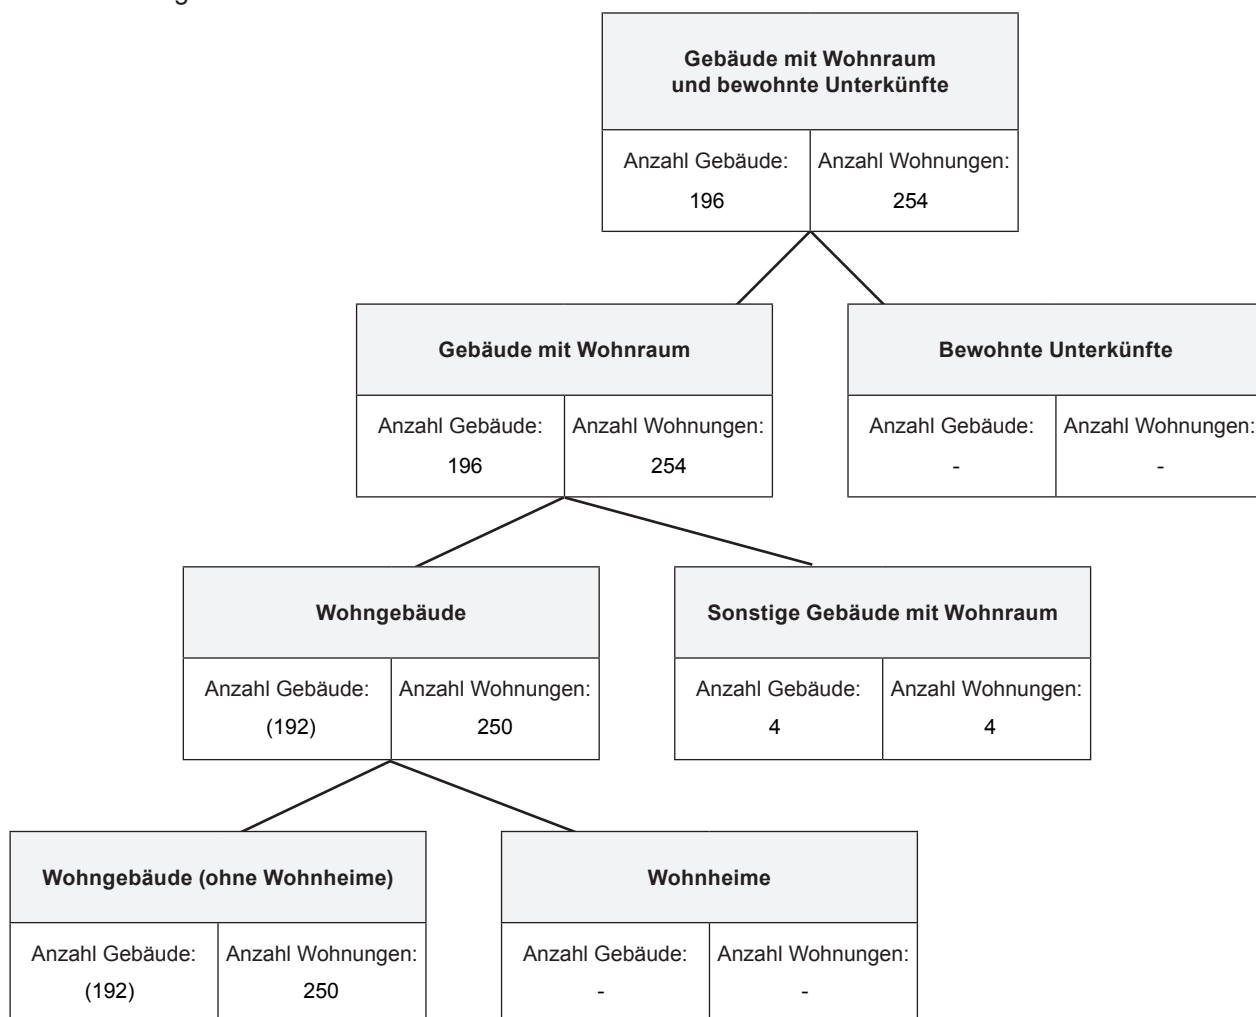 Gebäude mit Wohnraum
und bewohnte Unterkünfte
Anzahl Gebäude: Anzahl Wohnungen:
196 254
Gebäude mit Wohnraum Bewohnte Unterkünfte
Anzahl Gebäude: Anzahl Wohnungen: Anzahl Gebäude: Anzahl Wohnungen:
196 254 - -
Wohngebäude Sonstige Gebäude mit Wohnraum
Anzahl Gebäude: Anzahl Wohnungen: Anzahl Gebäude: Anzahl Wohnungen:
(192) 250 4 4
Wohngebäude (ohne Wohnheime) Wohnheime
Anzahl Gebäude: Anzahl Wohnungen: Anzahl Gebäude: Anzahl Wohnungen:
(192) 250 - -